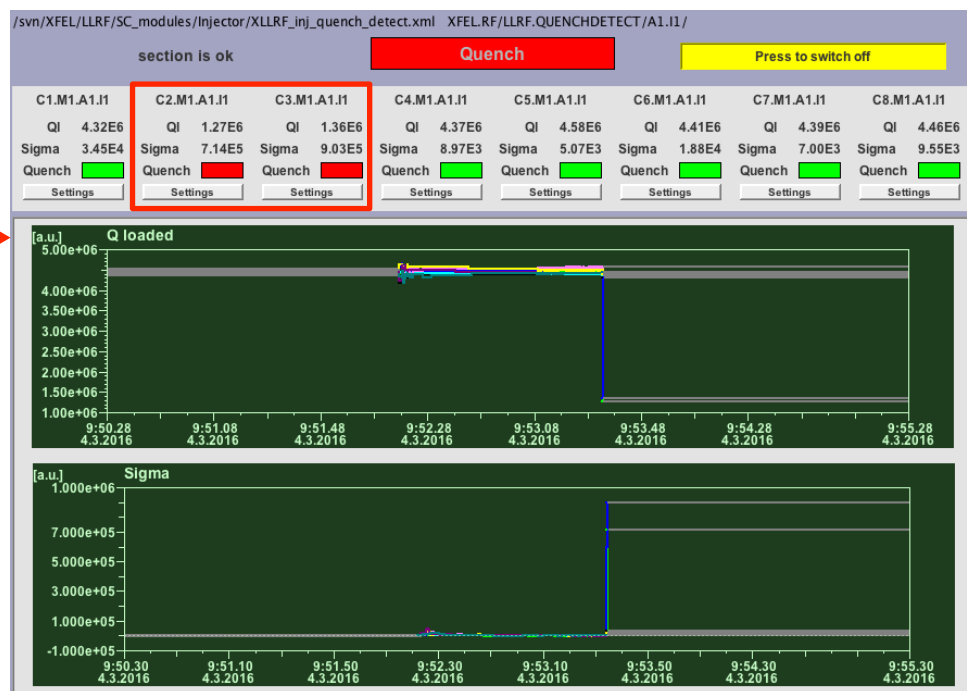 /svn/XFEL/LLRF/SC_modules/Injector/XLLRF_inj_quench_detect.xml XFEL.RF/LLRF.QUENCHDETECT/A1.I1/
section is ok Quench Press to switch off
C1.M1.A1.I1 C2.M1.A1.I1 C3.M1.A1.I1 C4.M1.A1.I1 C5.M1.A1.I1 C6.M1.A1.I1 C7.M1.A1.I1 C8.M1.A1.I1
Ql 4.32E6 Ql 1.27E6 Ql 1.36E6 Ql 4.37E6 Ql 4.58E6 Ql 4.41E6 Ql 4.39E6 Ql 4.46E6
Sigma 3.45E4 Sigma 7.14E5 Sigma 9.03E5 Sigma 8.97E3 Sigma 5.07E3 Sigma 1.88E4 Sigma 7.00E3 Sigma 9.55E3
Quench Quench Quench Quench Quench Quench Quench Quench
Settings Settings Settings Settings Settings Settings Settings Settings
[a.u.] Q loaded
5.00e+06
4.00e+06
3.50e+06
3.00e+06
2.50e+06
2.00e+06
1.50e+06
1.00e+06
9:50.28 9:51.08 9:51.48 9:52.28 9:53.08 9:53.48 9:54.28 9:55.28
4.3.2016 4.3.2016 4.3.2016 4.3.2016 4.3.2016 4.3.2016 4.3.2016 4.3.2016
[a.u.] Sigma
1.000e+06
7.000e+05
5.000e+05
3.000e+05
1.000e+05
-1.000e+05
9:50.30 9:51.10 9:51.50 9:52.30 9:53.10 9:53.50 9:54.30 9:55.30
4.3.2016 4.3.2016 4.3.2016 4.3.2016 4.3.2016 4.3.2016 4.3.2016 4.3.2016